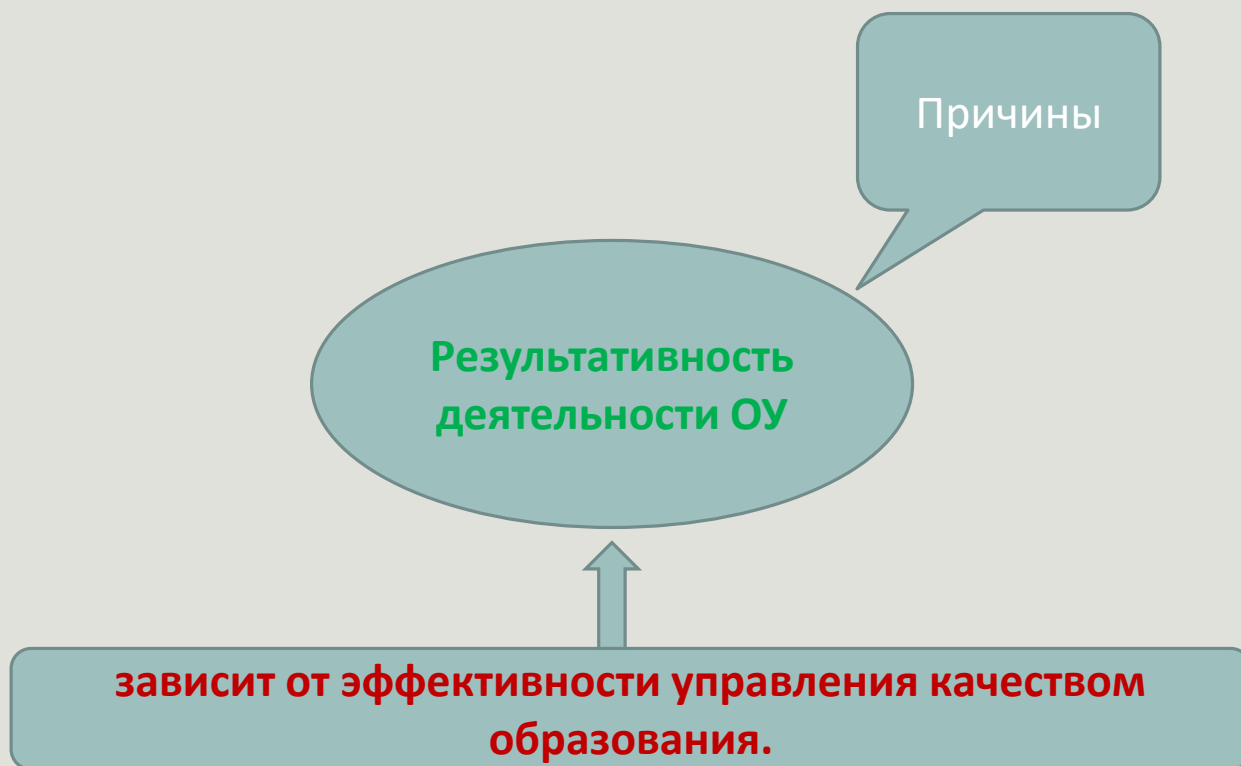 Причины
Результативность
деятельности ОУ
зависит от эффективности управления качеством
образования.